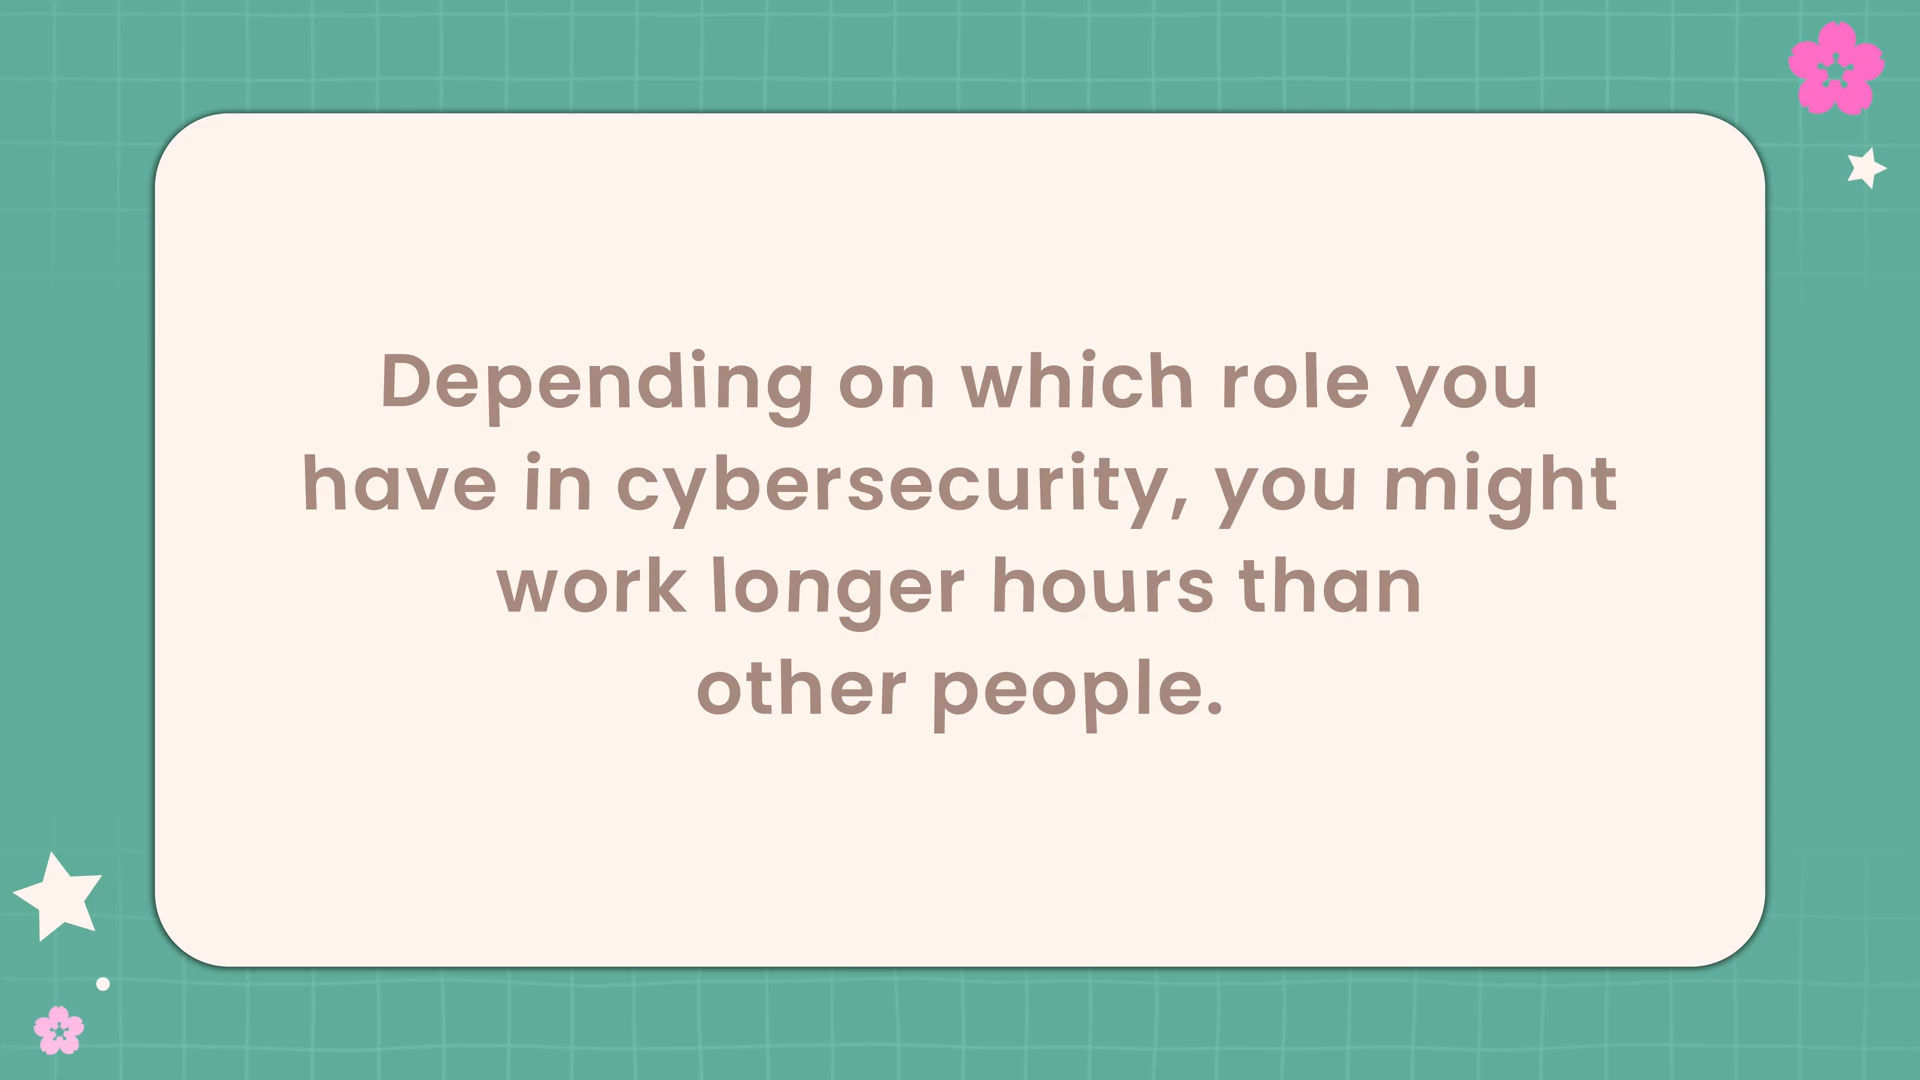 Depending on which role you
have in cybersecurity, you might
work longer hours than
other people.